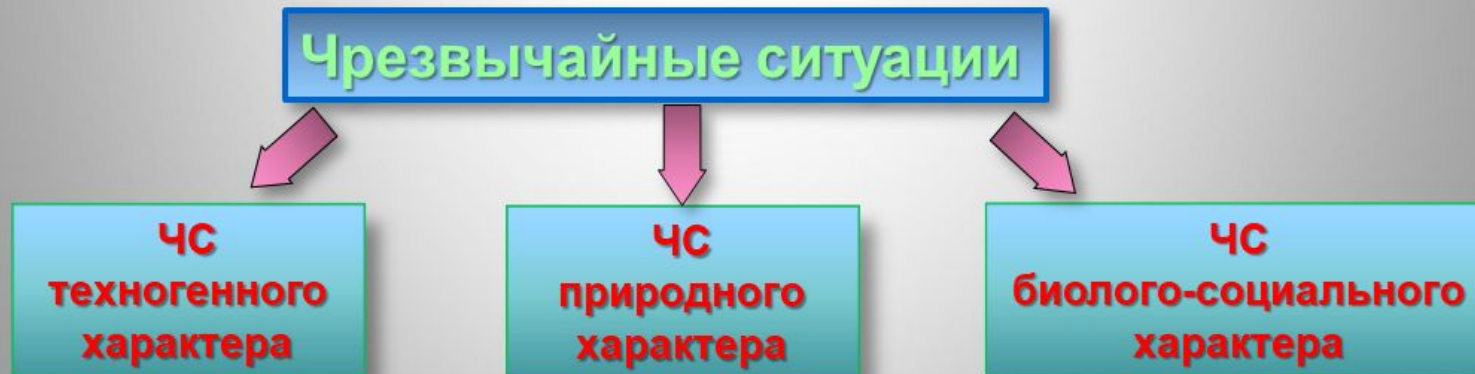 Чрезвычайные ситуации
ЧС
техногенного
характера
ЧС
природного
характера
ЧС
биолого-социального
характера